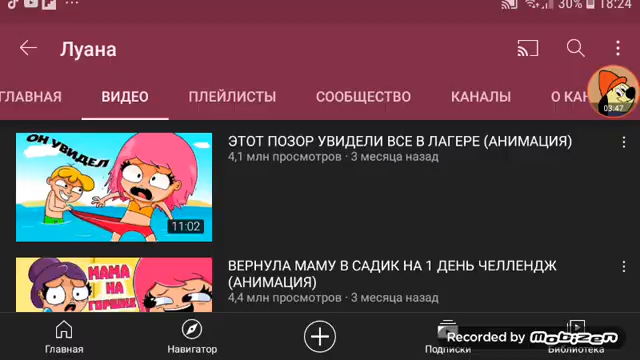 30% 18:24
Луана
ГЛАВНАЯ ВИДЕО ПЛЕЙЛИСТЫ СООБЩЕСТВО КАНАЛЫ О КАН
03:47
ОН УВИДЕЛ
11:02
ЭТОТ ПОЗОР УВИДЕЛИ ВСЕ В ЛАГЕРЕ (АНИМАЦИЯ)
4,1 млн просмотров · 3 месяца назад
МАМА НА ГОРШКЕ
ВЕРНУЛА МАМУ В САДИК НА 1 ДЕНЬ ЧЕЛЛЕНДЖ
(АНИМАЦИЯ)
4,4 млн просмотров · 3 месяца назад
Главная Навигатор Подписки Библиотека
Recorded by Mobizen